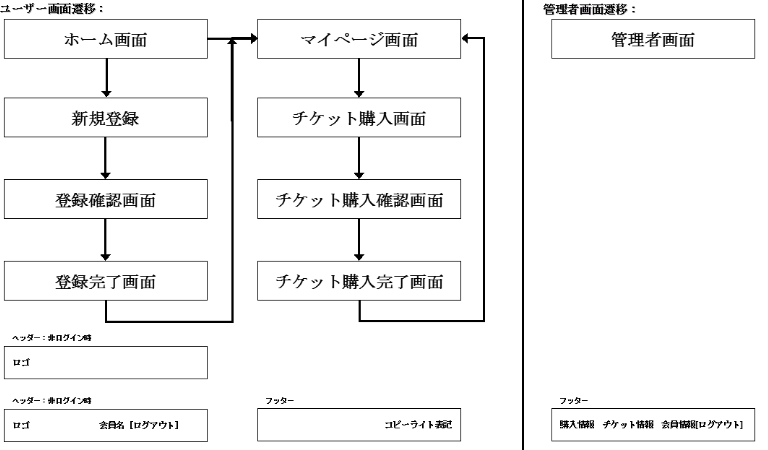 ユーザー画面遷移：
ホーム画面
新規登録
登録確認画面
登録完了画面
マイページ画面
チケット購入画面
チケット購入確認画面
チケット購入完了画面
ヘッダー：非ログイン時
ロゴ
ヘッダー：非ログイン時
ロゴ 会員名 [ログアウト]
フッター
コピーライト表記
管理者画面遷移：
管理者画面
フッター
購入情報 チケット情報 会員情報[ログアウト]